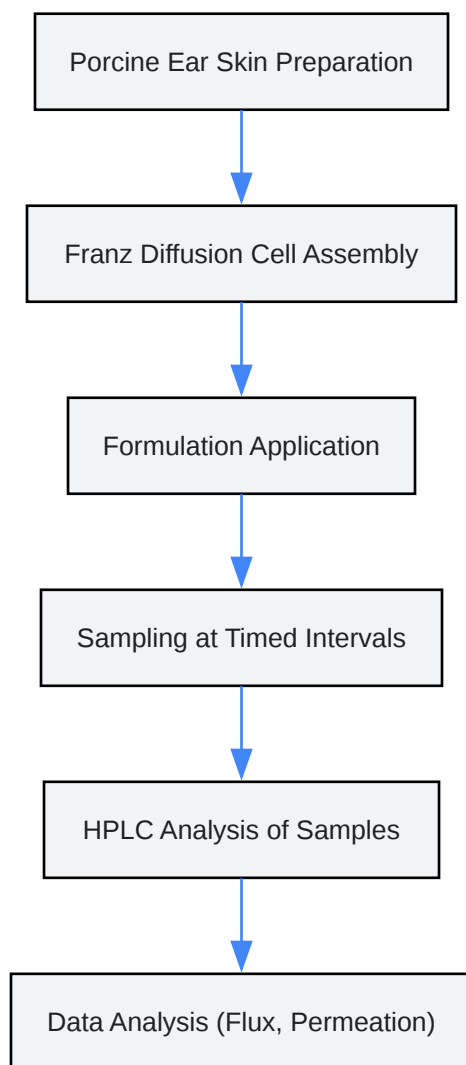 Porcine Ear Skin Preparation
Franz Diffusion Cell Assembly
Formulation Application
Sampling at Timed Intervals
HPLC Analysis of Samples
Data Analysis (Flux, Permeation)